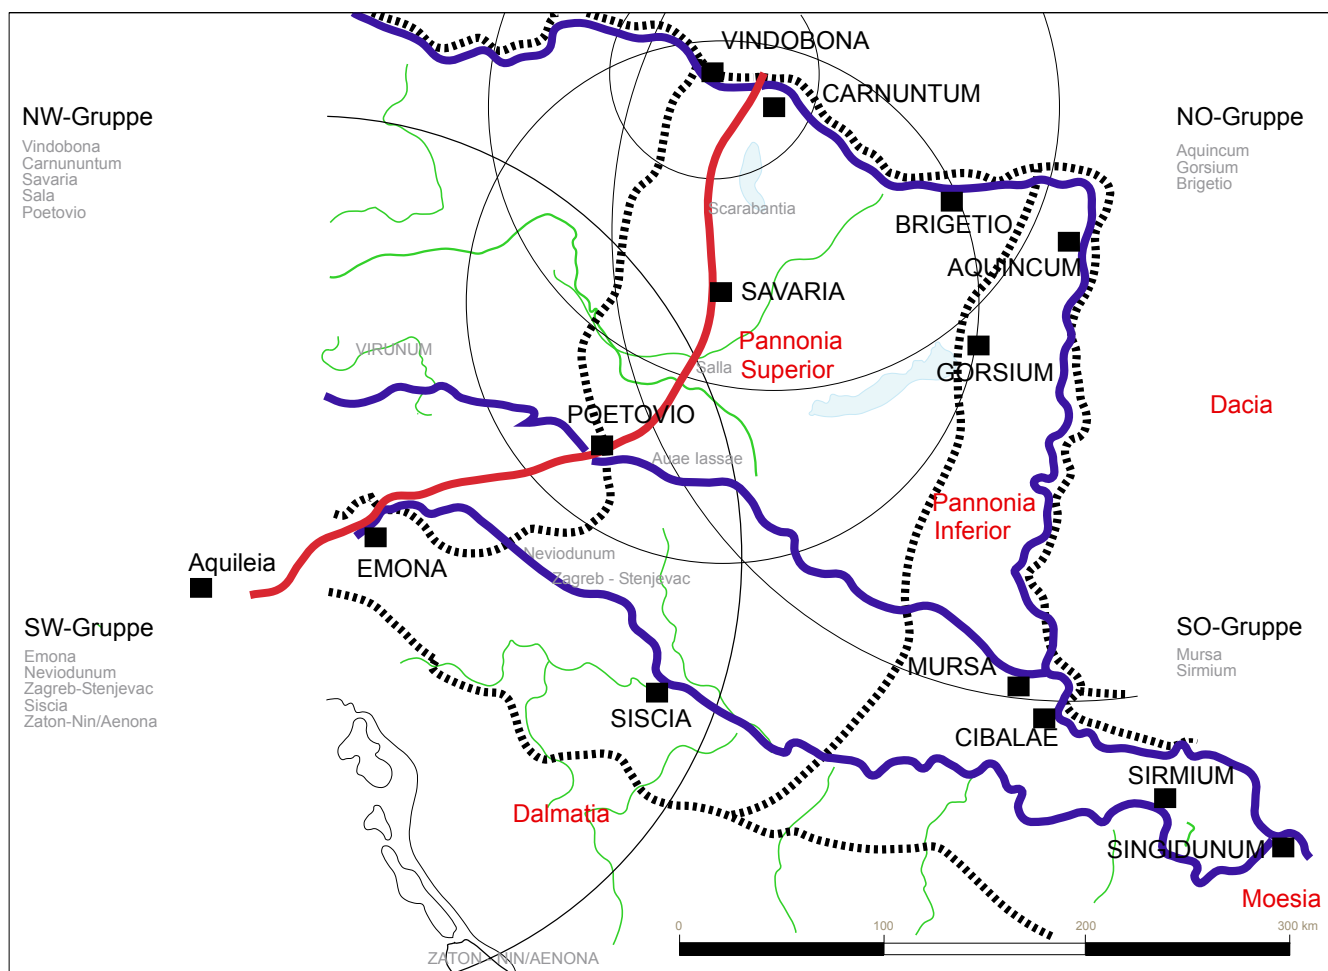 VINDOBONA
CARNUNTUM
NW-Gruppe
Vindobona
Carnununtum
Savaria
Sala
Poetovio
NO-Gruppe
Aquincum
Gorsium
Brigetio
Scarabantia
BRIGETIO
AQUINCUM
SAVARIA
Pannonia
Superior
VIRUNUM
Salla
GORSIUM
Dacia
POETOVIO
Auae Iassae
Pannonia
Inferior
Aquileia
EMONA
Neviodunum
Zagreb - Stenjevac
SW-Gruppe
Emona
Neviodunum
Zagreb-Stenjevac
Siscia
Zaton-Nin/Aenona
SO-Gruppe
Mursa
Sirmium
MURSA
SISCIA
CIBALAE
SIRMIUM
Dalmatia
SINGIDUNUM
Moesia
0 100 200 300 km
ZATON - NIN/AENONA